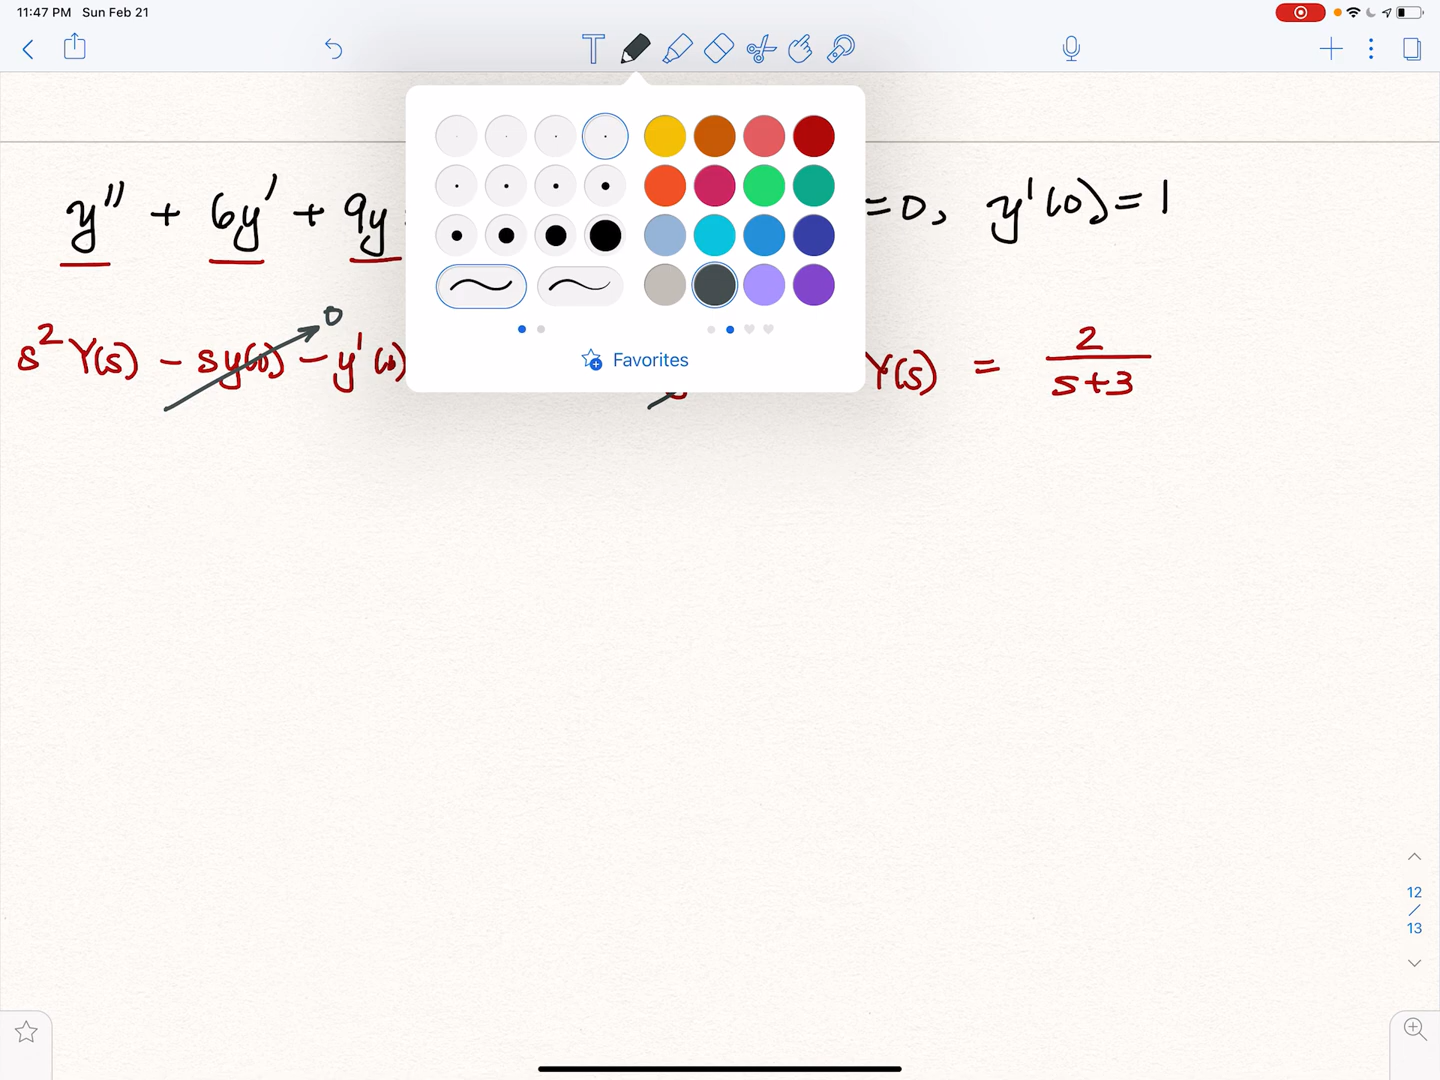 11:47 PM Sun Feb 21
T
y'' + 6y' + 9y =0, y'(0)=1
0
s² Y(s) - sy(0) - y'(0) Y(s) = 2/(s+3)
Favorites
12
/
13